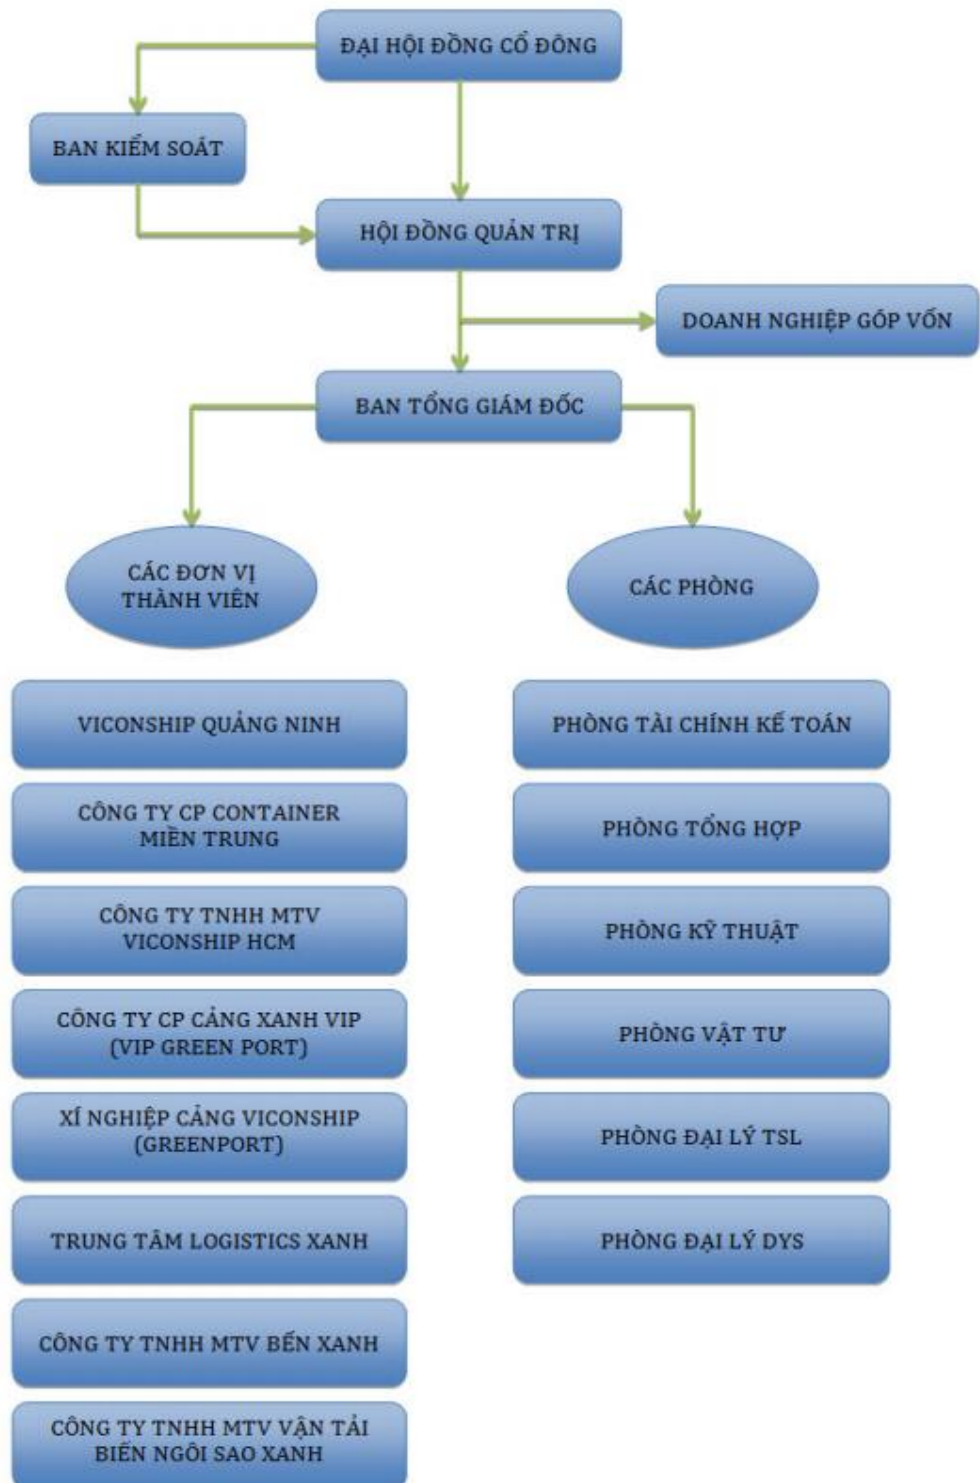 ĐẠI HỘI ĐỒNG CỔ ĐÔNG
BAN KIỂM SOÁT
HỘI ĐỒNG QUẢN TRỊ
DOANH NGHIỆP GÓP VỐN
BAN TỔNG GIÁM ĐỐC
CÁC ĐƠN VỊ
THÀNH VIÊN
CÁC PHÒNG
VICONSHIP QUẢNG NINH
CÔNG TY CP CONTAINER
MIỀN TRUNG
CÔNG TY TNHH MTV
VICONSHIP HCM
CÔNG TY CP CẢNG XANH VIP
(VIP GREEN PORT)
XÍ NGHIỆP CẢNG VICONSHIP
(GREENPORT)
TRUNG TÂM LOGISTICS XANH
CÔNG TY TNHH MTV BẾN XANH
CÔNG TY TNHH MTV VẬN TẢI
BIỂN NGÔI SAO XANH
PHÒNG TÀI CHÍNH KẾ TOÁN
PHÒNG TỔNG HỢP
PHÒNG KỸ THUẬT
PHÒNG VẬT TƯ
PHÒNG ĐẠI LÝ TSL
PHÒNG ĐẠI LÝ DYS